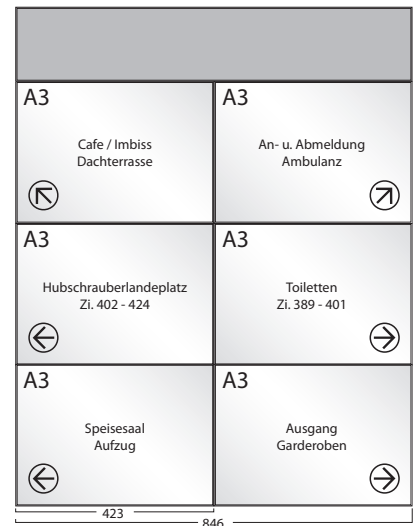 A3
Cafe / Imbiss
Dachterrasse
A3
An- u. Abmeldung
Ambulanz
A3
Hubschrauberlandeplatz
Zi. 402 - 424
A3
Toiletten
Zi. 389 - 401
A3
Speisesaal
Aufzug
A3
Ausgang
Garderoben
423
846